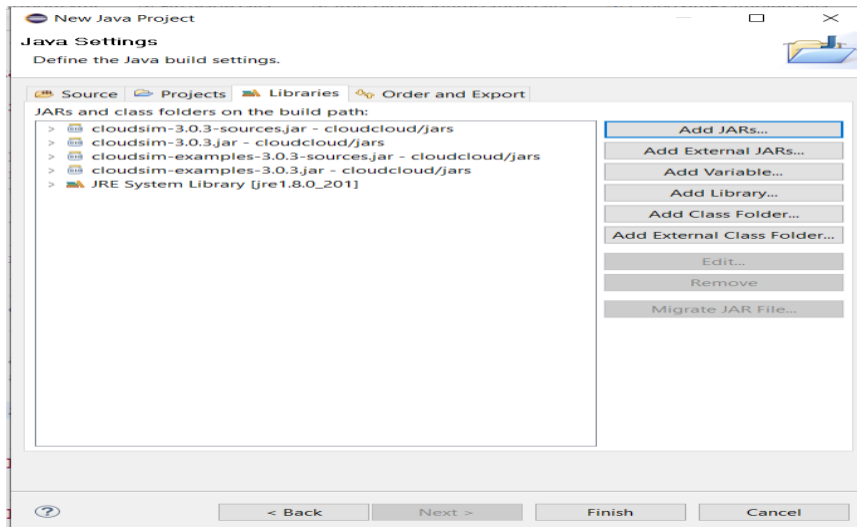 New Java Project
Java Settings
Define the Java build settings.
Source Projects Libraries Order and Export
JARs and class folders on the build path:
cloudsim-3.0.3-sources.jar - cloudcloud/jars
cloudsim-3.0.3.jar - cloudcloud/jars
cloudsim-examples-3.0.3-sources.jar - cloudcloud/jars
cloudsim-examples-3.0.3.jar - cloudcloud/jars
JRE System Library [jre1.8.0_201]
Add JARs...
Add External JARs...
Add Variable...
Add Library...
Add Class Folder...
Add External Class Folder...
Edit...
Remove
Migrate JAR File...
? < Back Next > Finish Cancel